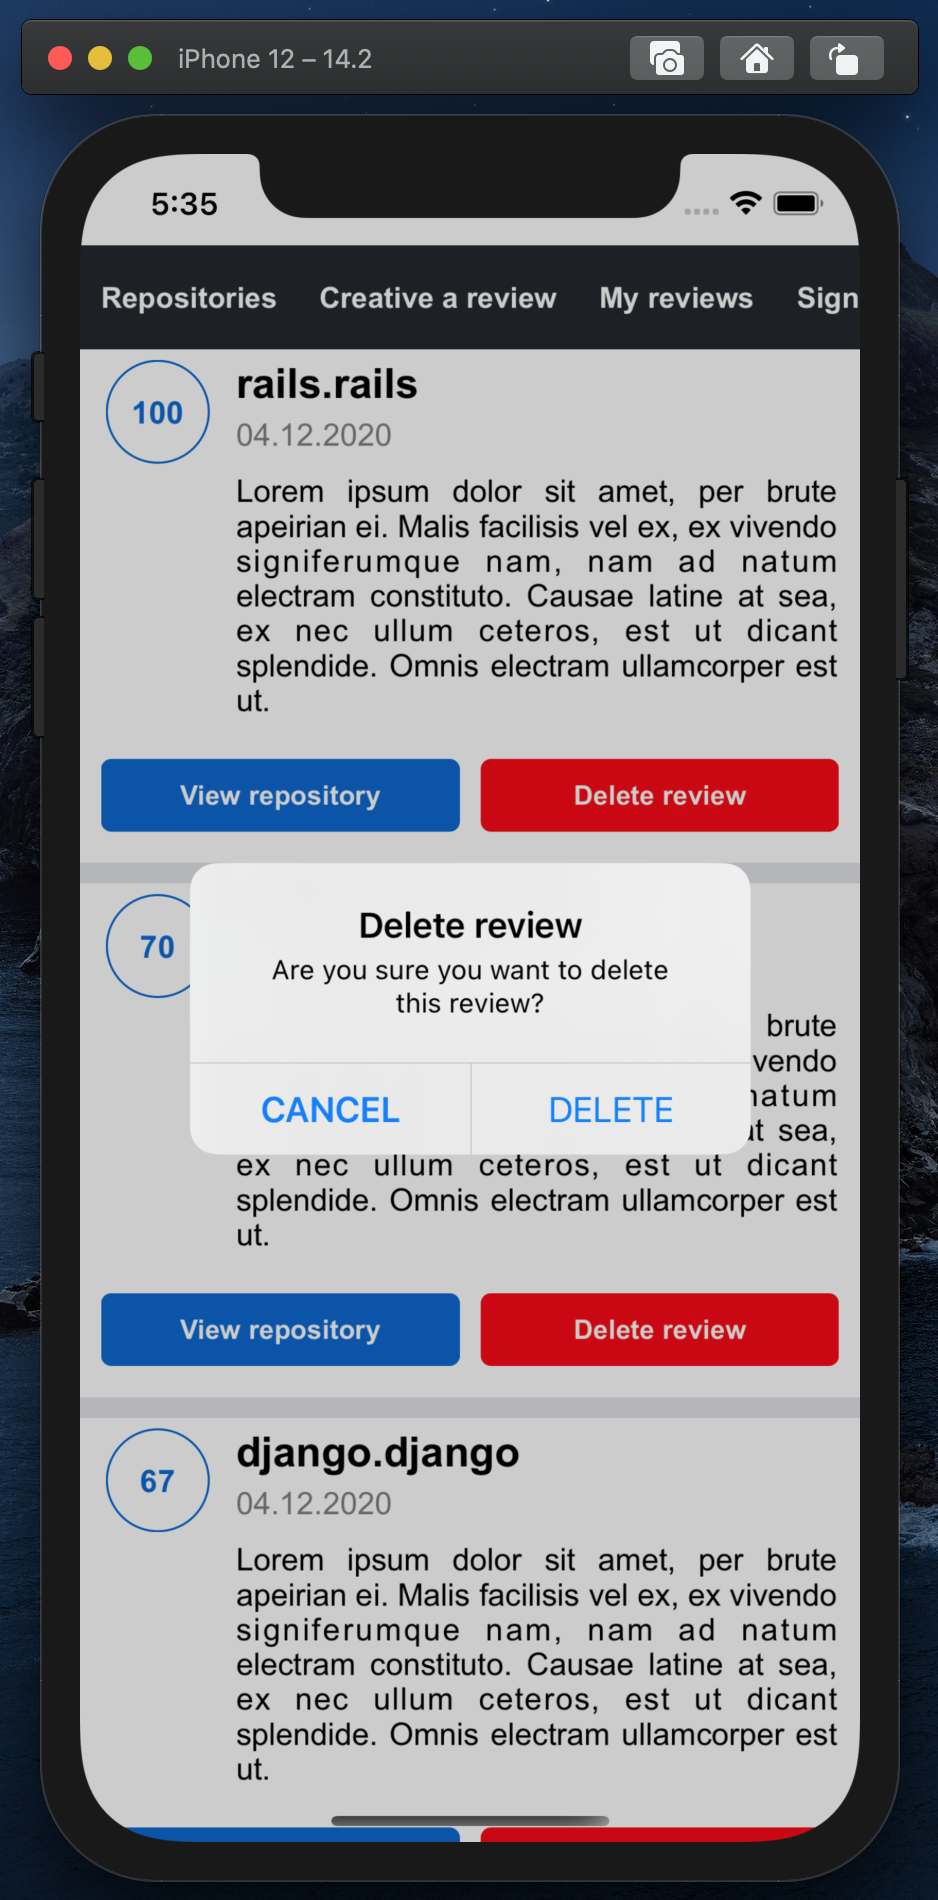 iPhone 12 – 14.2
5:35
Repositories Creative a review My reviews Sign
100
rails.rails
04.12.2020
Lorem ipsum dolor sit amet, per brute
apeirian ei. Malis facilisis vel ex, ex vivendo
signiferumque nam, nam ad natum
electram constituto. Causae latine at sea,
ex nec ullum ceteros, est ut dicant
splendide. Omnis electram ullamcorper est
ut.
View repository Delete review
70
Delete review
Are you sure you want to delete
this review?
CANCEL DELETE
brute
vendo
natum
at sea,
ex nec ullum ceteros, est ut dicant
splendide. Omnis electram ullamcorper est
ut.
View repository Delete review
67
django.django
04.12.2020
Lorem ipsum dolor sit amet, per brute
apeirian ei. Malis facilisis vel ex, ex vivendo
signiferumque nam, nam ad natum
electram constituto. Causae latine at sea,
ex nec ullum ceteros, est ut dicant
splendide. Omnis electram ullamcorper est
ut.